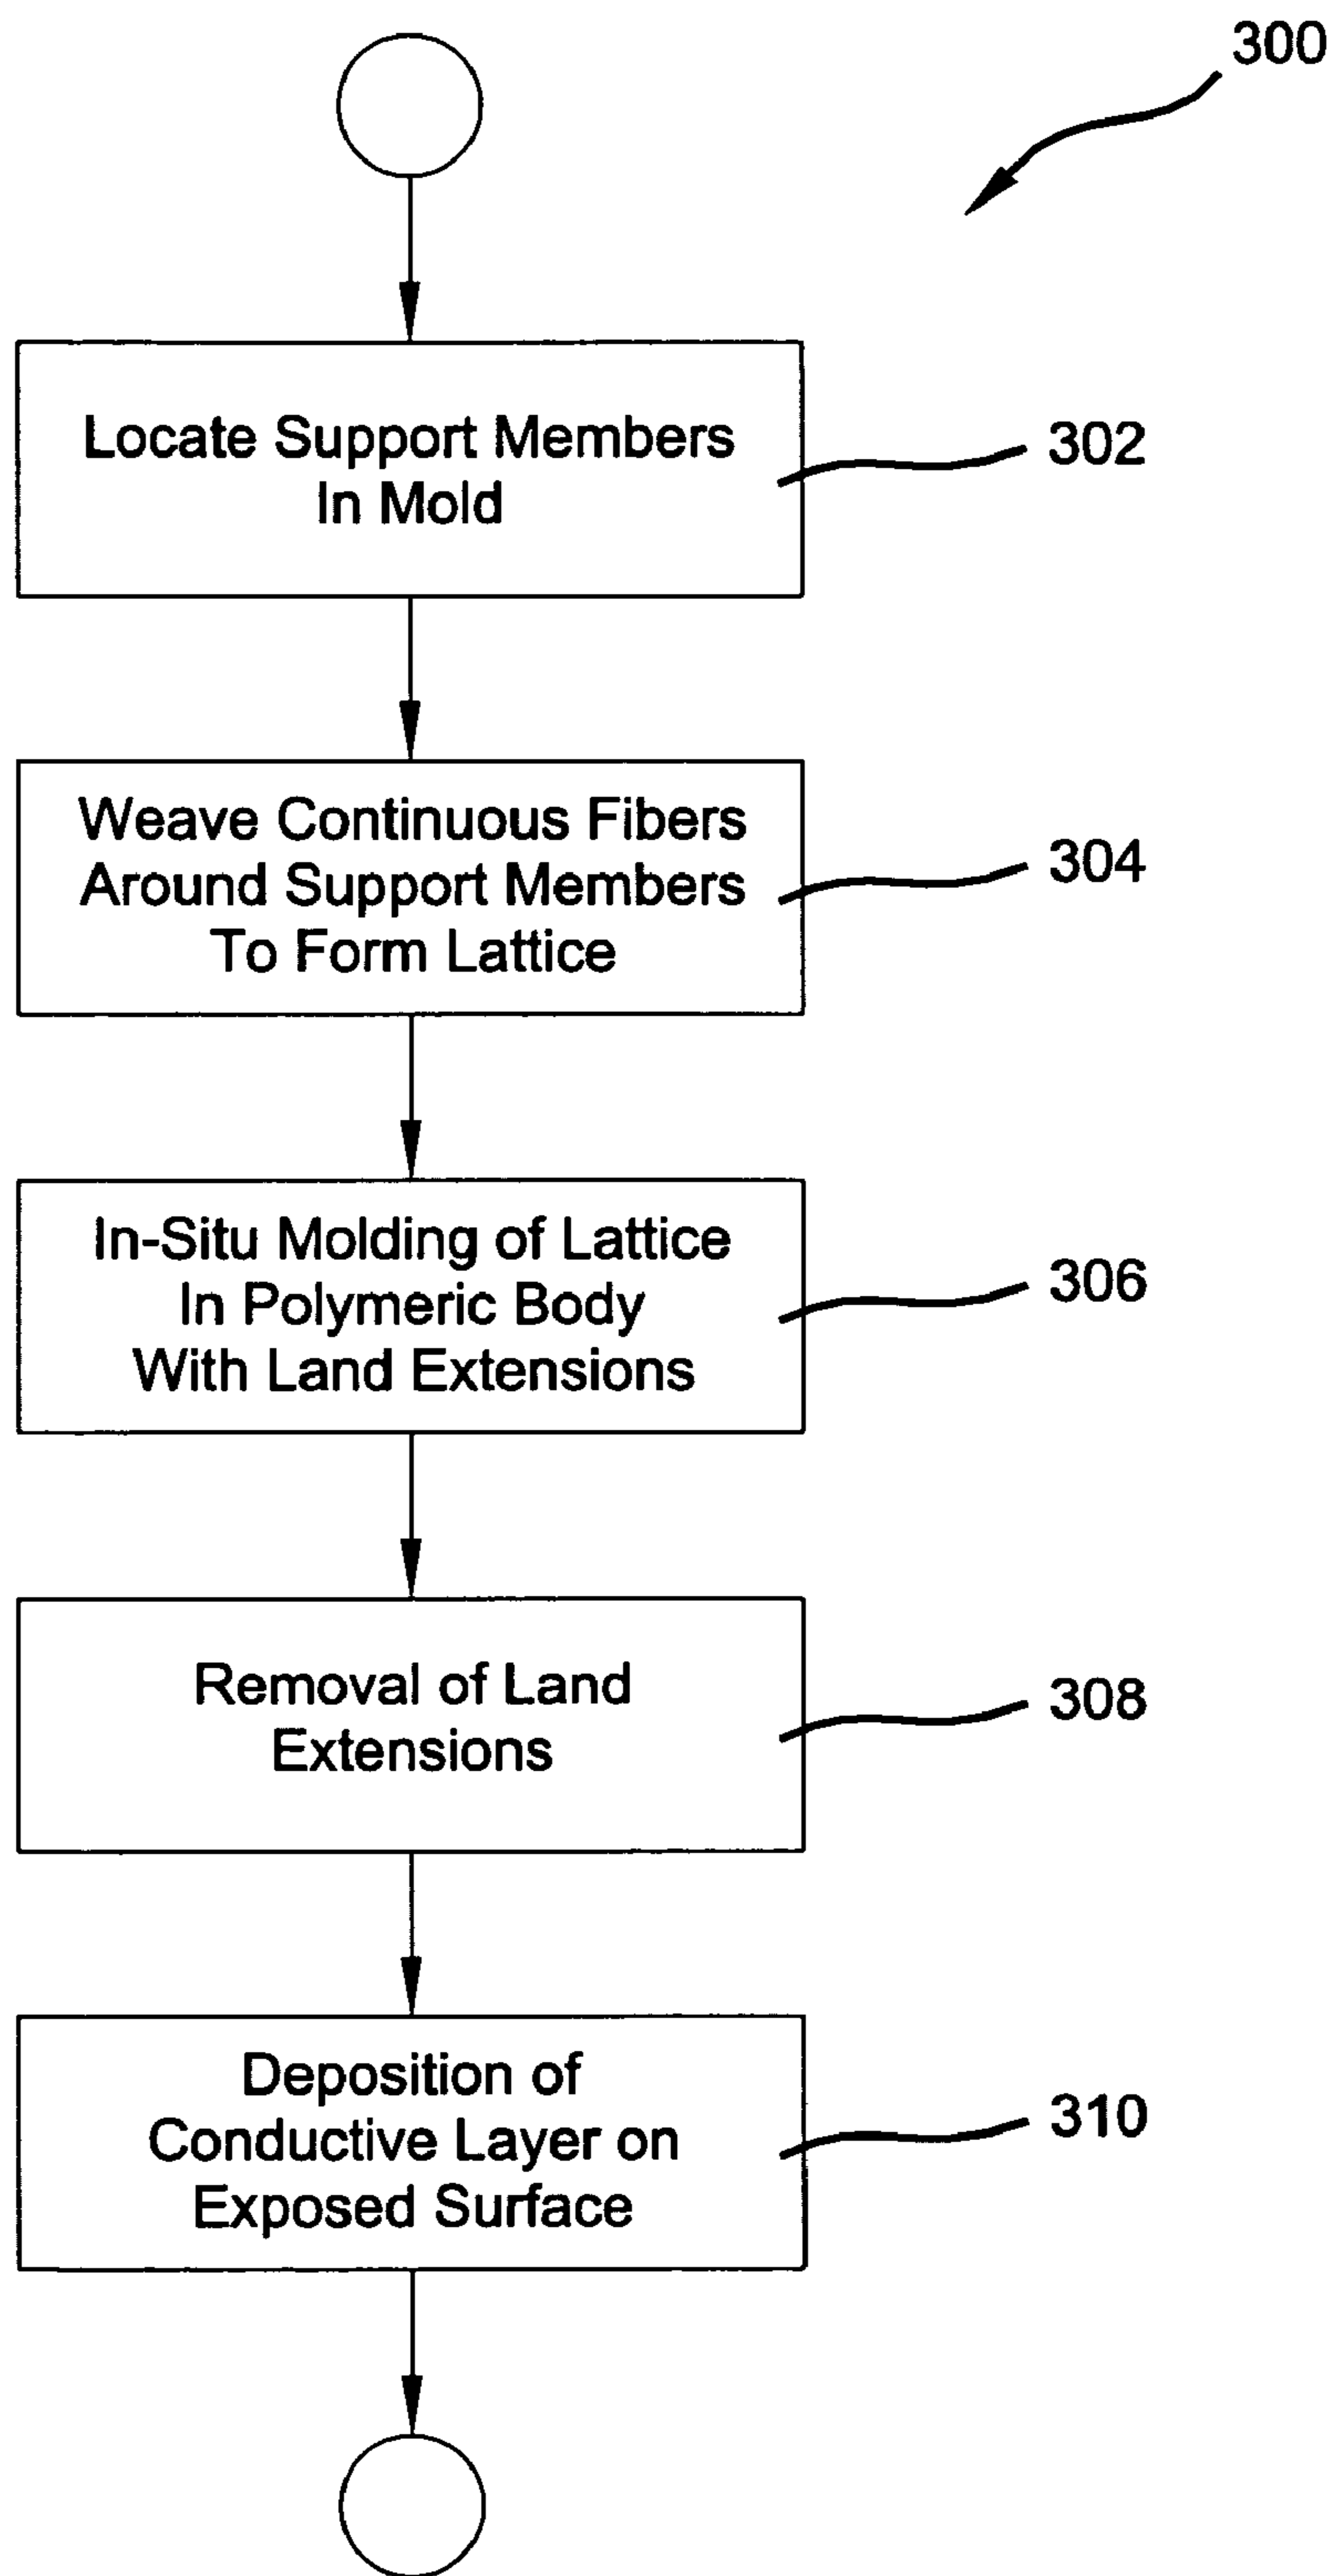 300
Locate Support Members
In Mold
302
Weave Continuous Fibers
Around Support Members
To Form Lattice
304
In-Situ Molding of Lattice
In Polymeric Body
With Land Extensions
306
Removal of Land
Extensions
308
Deposition of
Conductive Layer on
Exposed Surface
310